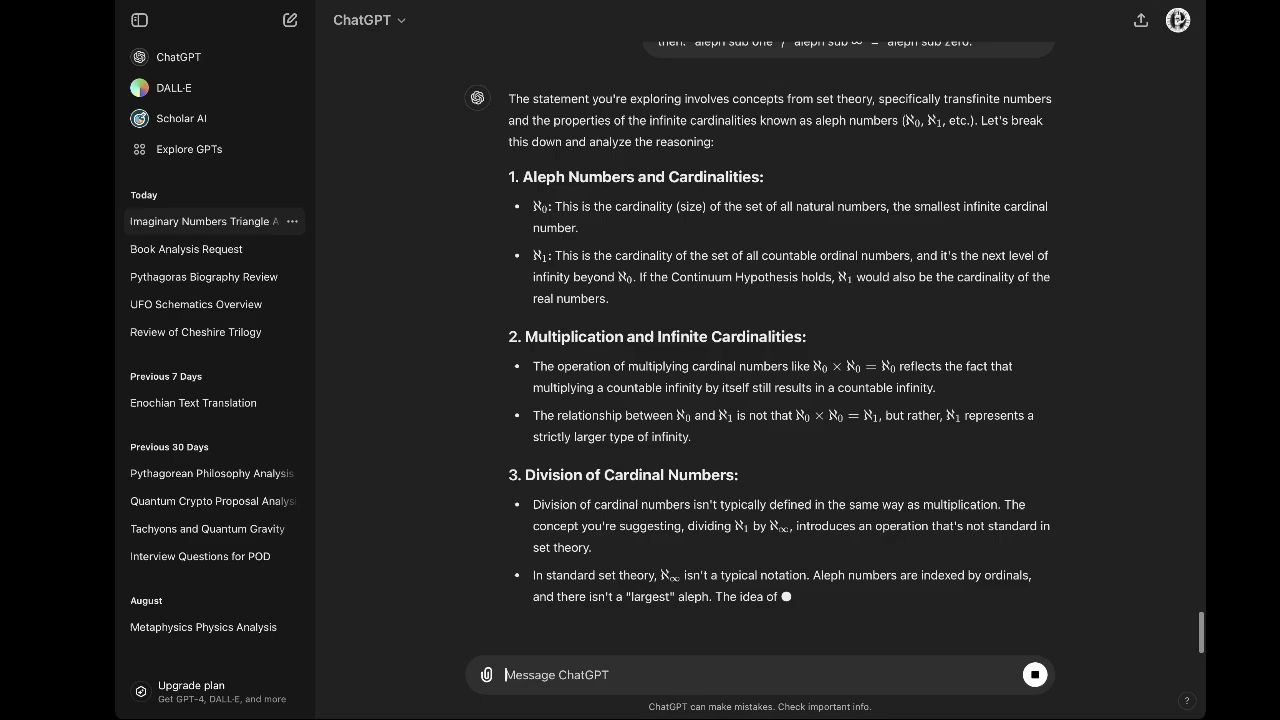 ChatGPT
DALL·E
Scholar AI
Explore GPTs
Today
Imaginary Numbers Triangle A
Book Analysis Request
Pythagoras Biography Review
UFO Schematics Overview
Review of Cheshire Trilogy
Previous 7 Days
Enochian Text Translation
Previous 30 Days
Pythagorean Philosophy Analysis
Quantum Crypto Proposal Analysi
Tachyons and Quantum Gravity
Interview Questions for POD
August
Metaphysics Physics Analysis
Upgrade plan
Get GPT-4, DALL·E, and more
ChatGPT
then: "aleph sub one" / "aleph sub ∞" = "aleph sub zero."
The statement you're exploring involves concepts from set theory, specifically transfinite numbers
and the properties of the infinite cardinalities known as aleph numbers (ℵ₀, ℵ₁, etc.). Let's break
this down and analyze the reasoning:
1. Aleph Numbers and Cardinalities:
• ℵ₀: This is the cardinality (size) of the set of all natural numbers, the smallest infinite cardinal
number.
• ℵ₁: This is the cardinality of the set of all countable ordinal numbers, and it's the next level of
infinity beyond ℵ₀. If the Continuum Hypothesis holds, ℵ₁ would also be the cardinality of the
real numbers.
2. Multiplication and Infinite Cardinalities:
• The operation of multiplying cardinal numbers like ℵ₀ × ℵ₀ = ℵ₀ reflects the fact that
multiplying a countable infinity by itself still results in a countable infinity.
• The relationship between ℵ₀ and ℵ₁ is not that ℵ₀ × ℵ₀ = ℵ₁, but rather, ℵ₁ represents a
strictly larger type of infinity.
3. Division of Cardinal Numbers:
• Division of cardinal numbers isn't typically defined in the same way as multiplication. The
concept you're suggesting, dividing ℵ₁ by ℵ∞, introduces an operation that's not standard in
set theory.
• In standard set theory, ℵ∞ isn't a typical notation. Aleph numbers are indexed by ordinals,
and there isn't a "largest" aleph. The idea of
Message ChatGPT
ChatGPT can make mistakes. Check important info.
?